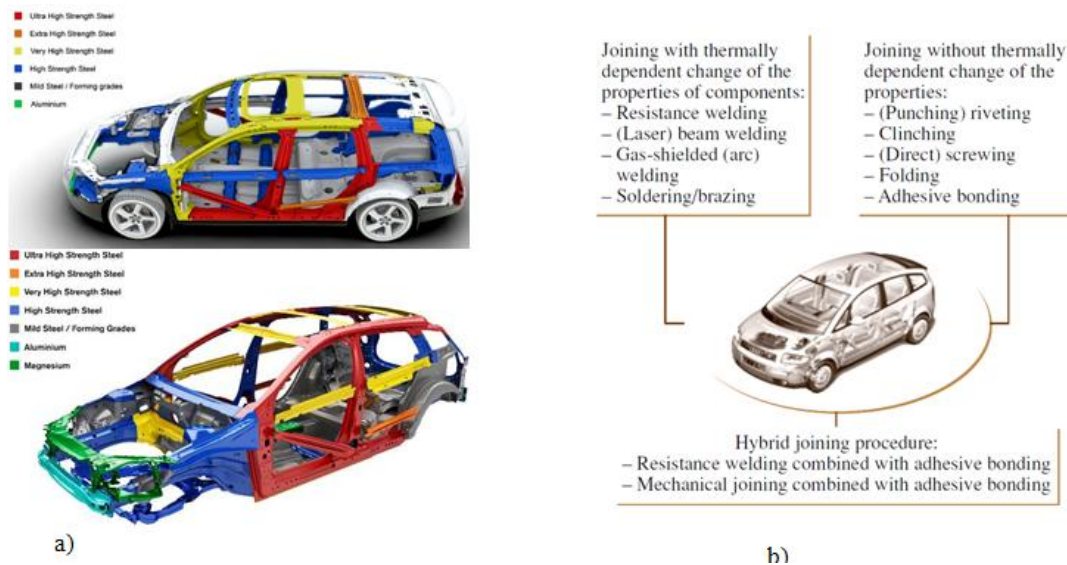 Ultra High Strength Steel
Extra High Strength Steel
Very High Strength Steel
High Strength Steel
Mild Steel / Forming grades
Aluminium
Ultra High Strength Steel
Extra High Strength Steel
Very High Strength Steel
High Strength Steel
Mild Steel / Forming Grades
Aluminium
Magnesium
a)
Joining with thermally
dependent change of the
properties of components:
– Resistance welding
– (Laser) beam welding
– Gas-shielded (arc)
welding
– Soldering/brazing
Joining without thermally
dependent change of the
properties:
– (Punching) riveting
– Clinching
– (Direct) screwing
– Folding
– Adhesive bonding
Hybrid joining procedure:
– Resistance welding combined with adhesive bonding
– Mechanical joining combined with adhesive bonding
b)